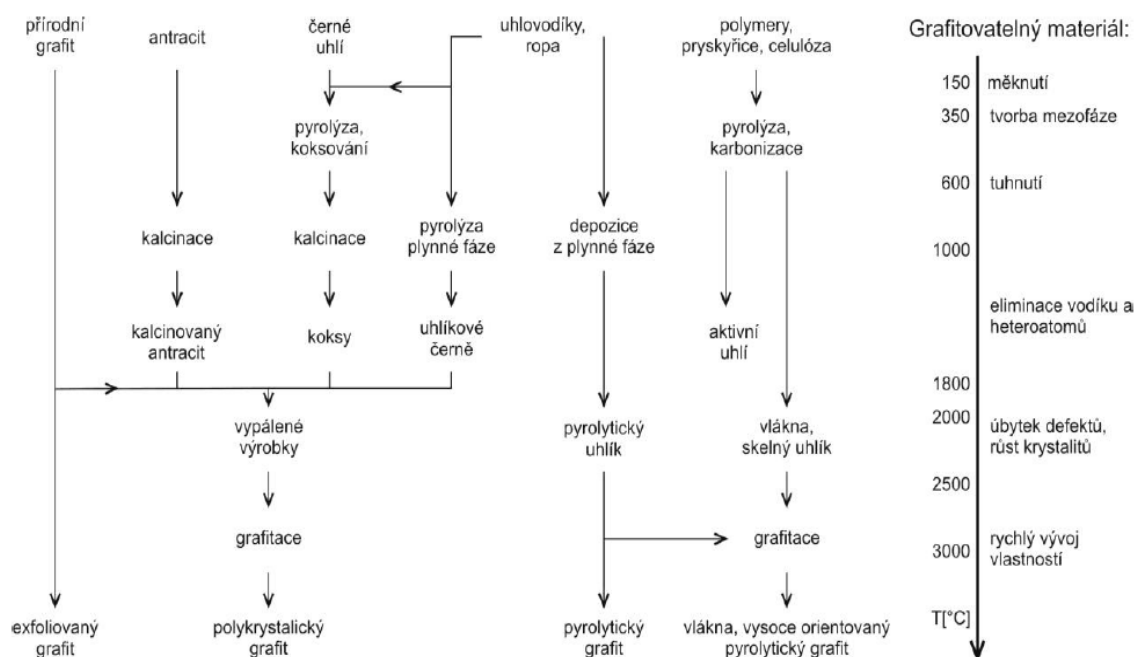 přírodní
grafit
antracit
černé
uhlí
uhlovodíky,
ropa
polymery,
pryskyřice, celulóza
Grafitovatelný materiál:
150 měknutí
350 tvorba mezofáze
pyrolýza,
koksování
pyrolýza,
karbonizace
600 tuhnutí
kalcinace
kalcinace
pyrolýza
plynné fáze
depozice
z plynné fáze
1000
eliminace vodíku a
heteroatomů
kalcinovaný
antracit
koksy
uhlíkové
černě
aktivní
uhlí
1800
2000
úbytek defektů,
růst krystalitů
vypálené
výrobky
pyrolytický
uhlík
vlákna,
skelný uhlík
2500
grafitace
grafitace
3000
rychlý vývoj
vlastností
T[°C]
exfoliovaný
grafit
polykrystalický
grafit
pyrolytický
grafit
vlákna, vysoce orientovaný
pyrolytický grafit